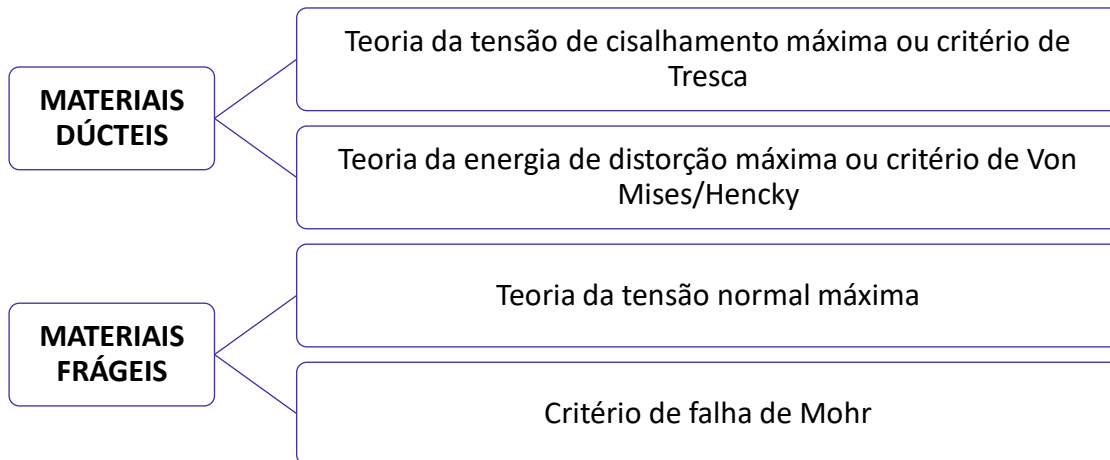 MATERIAIS
DÚCTEIS
Teoria da tensão de cisalhamento máxima ou critério de
Tresca
Teoria da energia de distorção máxima ou critério de Von
Mises/Hencky
MATERIAIS
FRÁGEIS
Teoria da tensão normal máxima
Critério de falha de Mohr